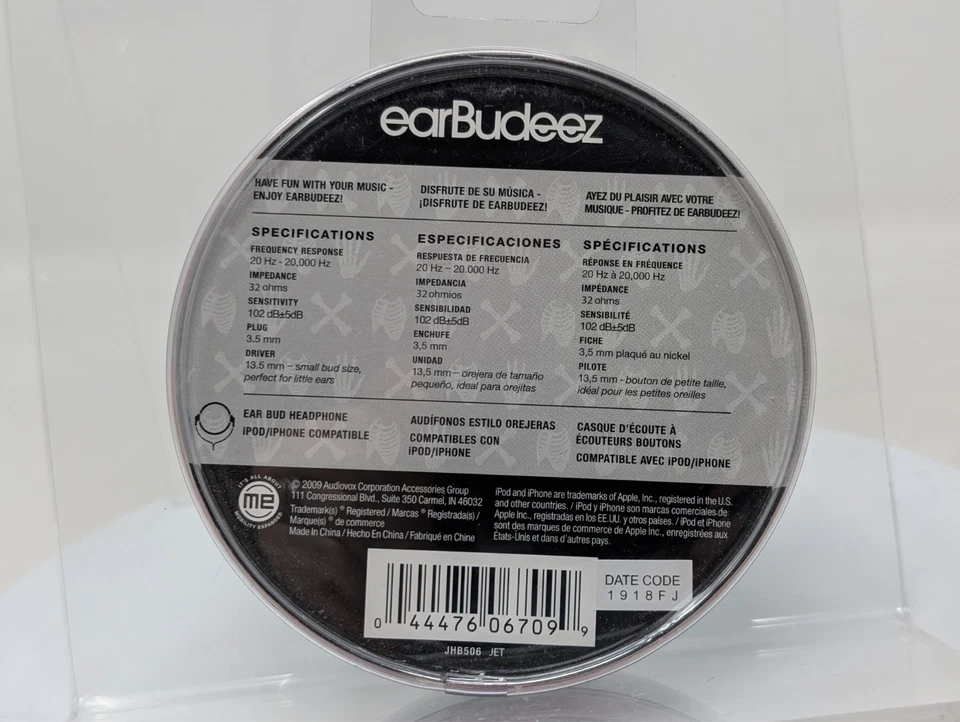 earBudeez
HAVE FUN WITH YOUR MUSIC -
ENJOY EARBUDEEZ!
SPECIFICATIONS
FREQUENCY RESPONSE
20 Hz - 20,000 Hz
IMPEDANCE
32 ohms
SENSITIVITY
102 dB±5dB
PLUG
3.5 mm
DRIVER
13.5 mm – small bud size,
perfect for little ears
DISFRUTE DE SU MÚSICA -
¡DISFRUTE DE EARBUDEEZ!
ESPECIFICACIONES
RESPUESTA DE FRECUENCIA
20 Hz – 20.000 Hz
IMPEDANCIA
32 ohmios
SENSIBILIDAD
102 dB±5dB
ENCHUFE
3,5 mm
UNIDAD
13,5 mm – orejera de tamaño
pequeño, ideal para orejitas
AYEZ DU PLAISIR AVEC VOTRE
MUSIQUE - PROFITEZ DE EARBUDEEZ!
SPÉCIFICATIONS
RÉPONSE EN FRÉQUENCE
20 Hz à 20,000 Hz
IMPÉDANCE
32 ohms
SENSIBILITÉ
102 dB±5dB
FICHE
3,5 mm plaqué au nickel
PILOTE
13,5 mm - bouton de petite taille,
idéal pour les petites oreilles
EAR BUD HEADPHONE
iPOD/iPHONE COMPATIBLE
AUDÍFONOS ESTILO OREJERAS
COMPATIBLES CON
iPOD/iPHONE
CASQUE D'ÉCOUTE À
ÉCOUTEURS BOUTONS
COMPATIBLE AVEC iPOD/iPHONE
IT'S ALL ABOUT
ME
MOBILITY EXPANDED
© 2009 Audiovox Corporation Accessories Group
111 Congressional Blvd., Suite 350 Carmel, IN 46032
Trademark(s) ® Registered / Marcas ® Registrada(s) /
Marque(s) ® de commerce
Made In China / Hecho En China / Fabriqué en Chine
iPod and iPhone are trademarks of Apple, Inc., registered in the U.S.
and other countries. / iPod y iPhone son marcas comerciales de
Apple Inc., registradas en los EE.UU. y otros países. / iPod et iPhone
sont des marques de commerce de Apple Inc., enregistrées aux
États-Unis et dans d'autres pays.
DATE CODE
1918FJ
0 44476 06709 9
JHB506 JET